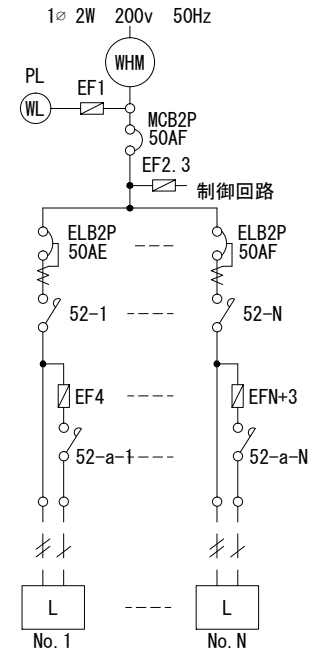 1⌀ 2W 200v 50Hz
WHM
PL
EF1
WL
MCB2P
50AF
EF2.3
制御回路
ELB2P
50AE
ELB2P
50AF
52-1
52-N
EF4
EFN+3
52-a-1
52-a-N
L
L
No.1
No.N